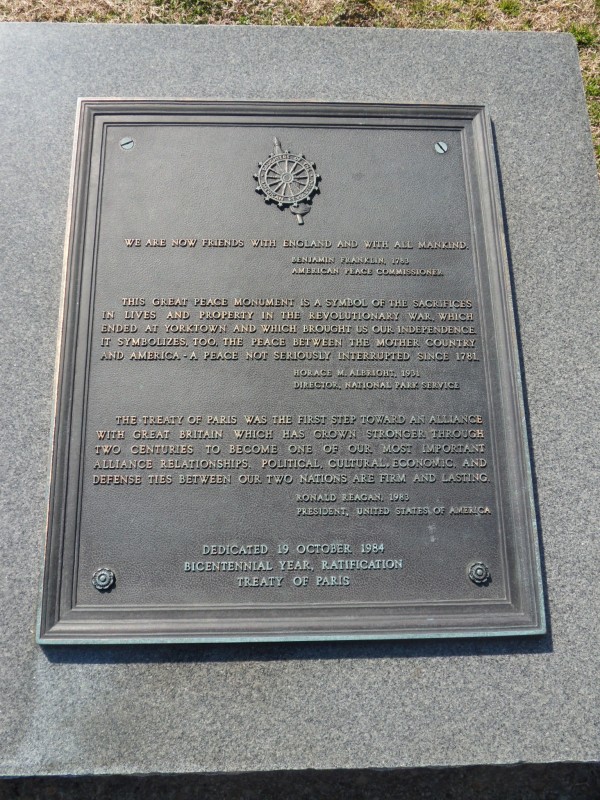 WE ARE NOW FRIENDS WITH ENGLAND AND WITH ALL MANKIND.
BENJAMIN FRANKLIN, 1783
AMERICAN PEACE COMMISSIONER
THIS GREAT PEACE MONUMENT IS A SYMBOL OF THE SACRIFICES
IN LIVES AND PROPERTY IN THE REVOLUTIONARY WAR, WHICH
ENDED AT YORKTOWN AND WHICH BROUGHT US OUR INDEPENDENCE.
IT SYMBOLIZES, TOO, THE PEACE BETWEEN THE MOTHER COUNTRY
AND AMERICA - A PEACE NOT SERIOUSLY INTERRUPTED SINCE 1781.
HORACE M. ALBRIGHT, 1931
DIRECTOR, NATIONAL PARK SERVICE
THE TREATY OF PARIS WAS THE FIRST STEP TOWARD AN ALLIANCE
WITH GREAT BRITAIN WHICH HAS GROWN STRONGER THROUGH
TWO CENTURIES TO BECOME ONE OF OUR MOST IMPORTANT
ALLIANCE RELATIONSHIPS. POLITICAL, CULTURAL, ECONOMIC, AND
DEFENSE TIES BETWEEN OUR TWO NATIONS ARE FIRM AND LASTING.
RONALD REAGAN, 1983
PRESIDENT, UNITED STATES OF AMERICA
DEDICATED 19 OCTOBER 1984
BICENTENNIAL YEAR, RATIFICATION
TREATY OF PARIS